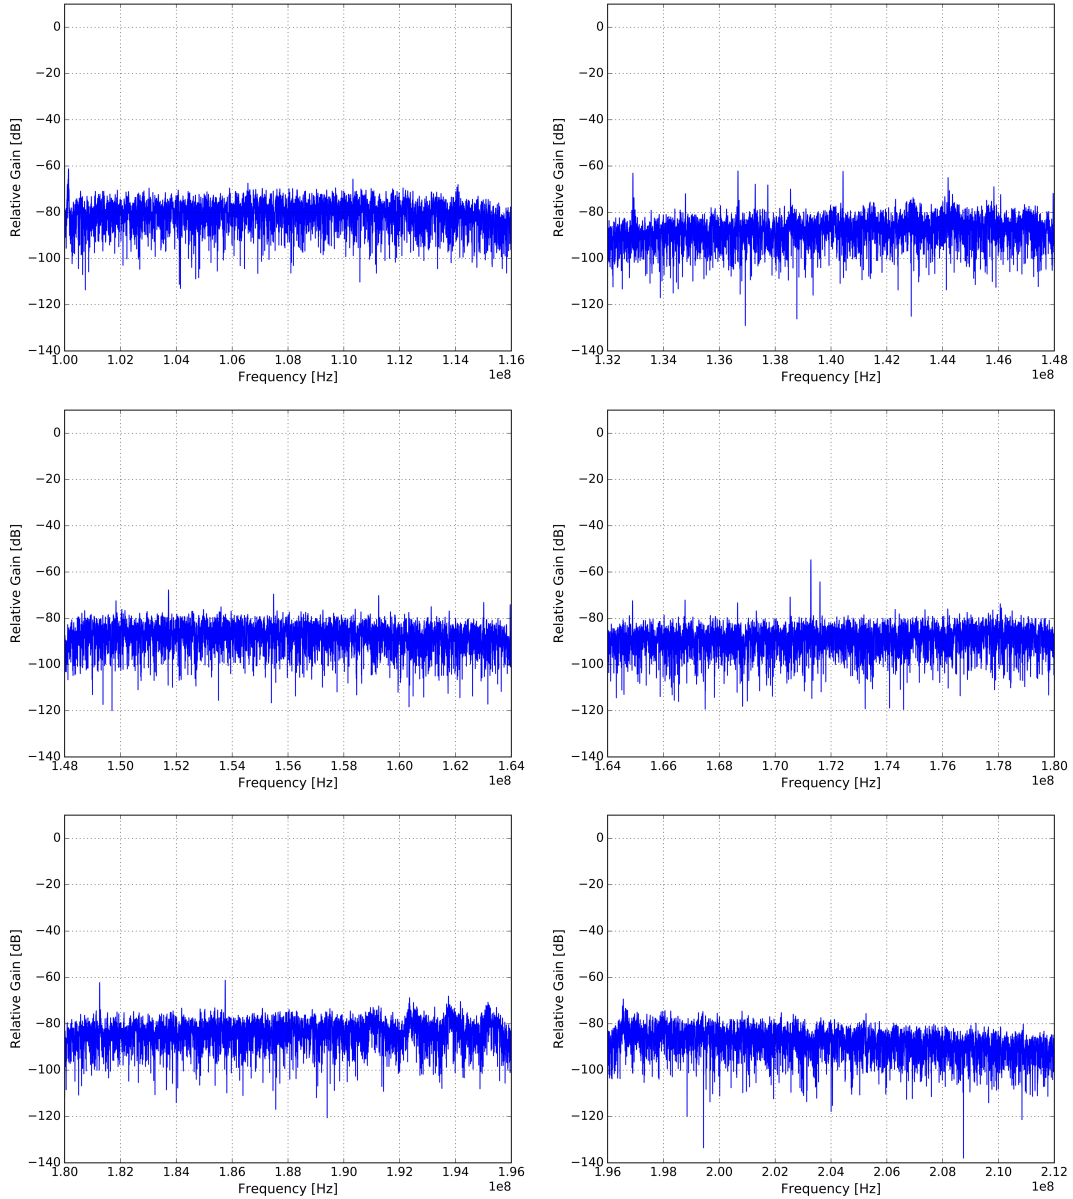 0
−20
−40
−60
−80
−100
−120
−140
Relative Gain [dB]
1.00 1.02 1.04 1.06 1.08 1.10 1.12 1.14 1.16
Frequency [Hz]
1e8
0
−20
−40
−60
−80
−100
−120
−140
Relative Gain [dB]
1.32 1.34 1.36 1.38 1.40 1.42 1.44 1.46 1.48
Frequency [Hz]
1e8
0
−20
−40
−60
−80
−100
−120
−140
Relative Gain [dB]
1.48 1.50 1.52 1.54 1.56 1.58 1.60 1.62 1.64
Frequency [Hz]
1e8
0
−20
−40
−60
−80
−100
−120
−140
Relative Gain [dB]
1.64 1.66 1.68 1.70 1.72 1.74 1.76 1.78 1.80
Frequency [Hz]
1e8
0
−20
−40
−60
−80
−100
−120
−140
Relative Gain [dB]
1.80 1.82 1.84 1.86 1.88 1.90 1.92 1.94 1.96
Frequency [Hz]
1e8
0
−20
−40
−60
−80
−100
−120
−140
Relative Gain [dB]
1.96 1.98 2.00 2.02 2.04 2.06 2.08 2.10 2.12
Frequency [Hz]
1e8